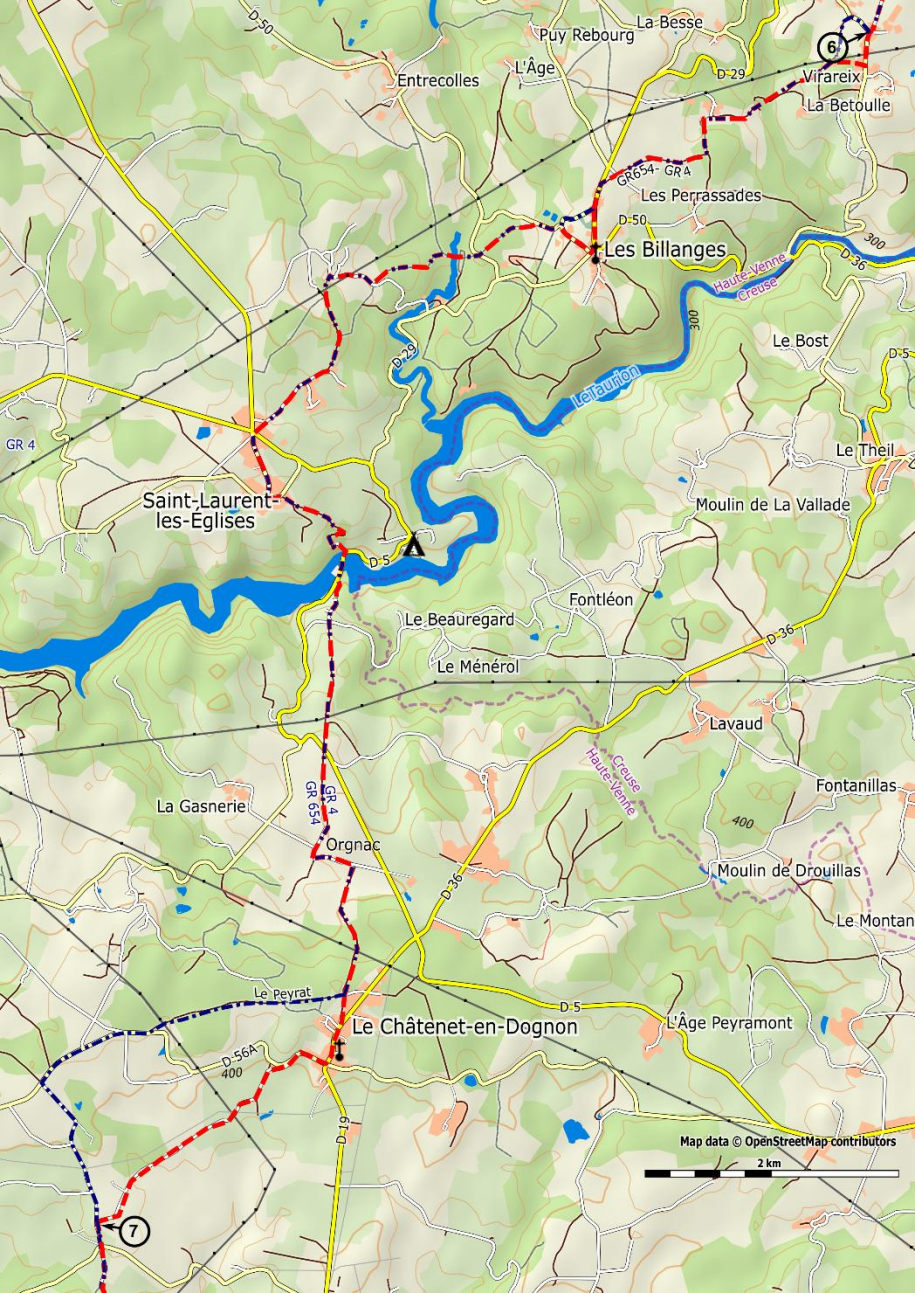 D-50
La Besse
Puy Rebourg
6
L'Âge
D-29
Entrecolles
Virareix
La Betoulle
GR654- GR4
Les Perrassades
D-50
Les Billanges
300
D-36
Haute-Vienne
Creuse
300
Le Bost
D 29
D-5
Le Taurion
GR 4
Le Theil
Saint-Laurent-
les-Églises
Moulin de La Vallade
D 5
Fontléon
Le Beauregard
D-36
Le Ménérol
Lavaud
Creuse
Haute-Vienne
Fontanillas
GR 4
GR 654
La Gasnerie
400
Orgnac
D-36
Moulin de Drouillas
Le Montan
Le Peyrat
D 5
Le Châtenet-en-Dognon
L'Âge Peyramont
D-56A
400
D-19
Map data © OpenStreetMap contributors
2 km
7